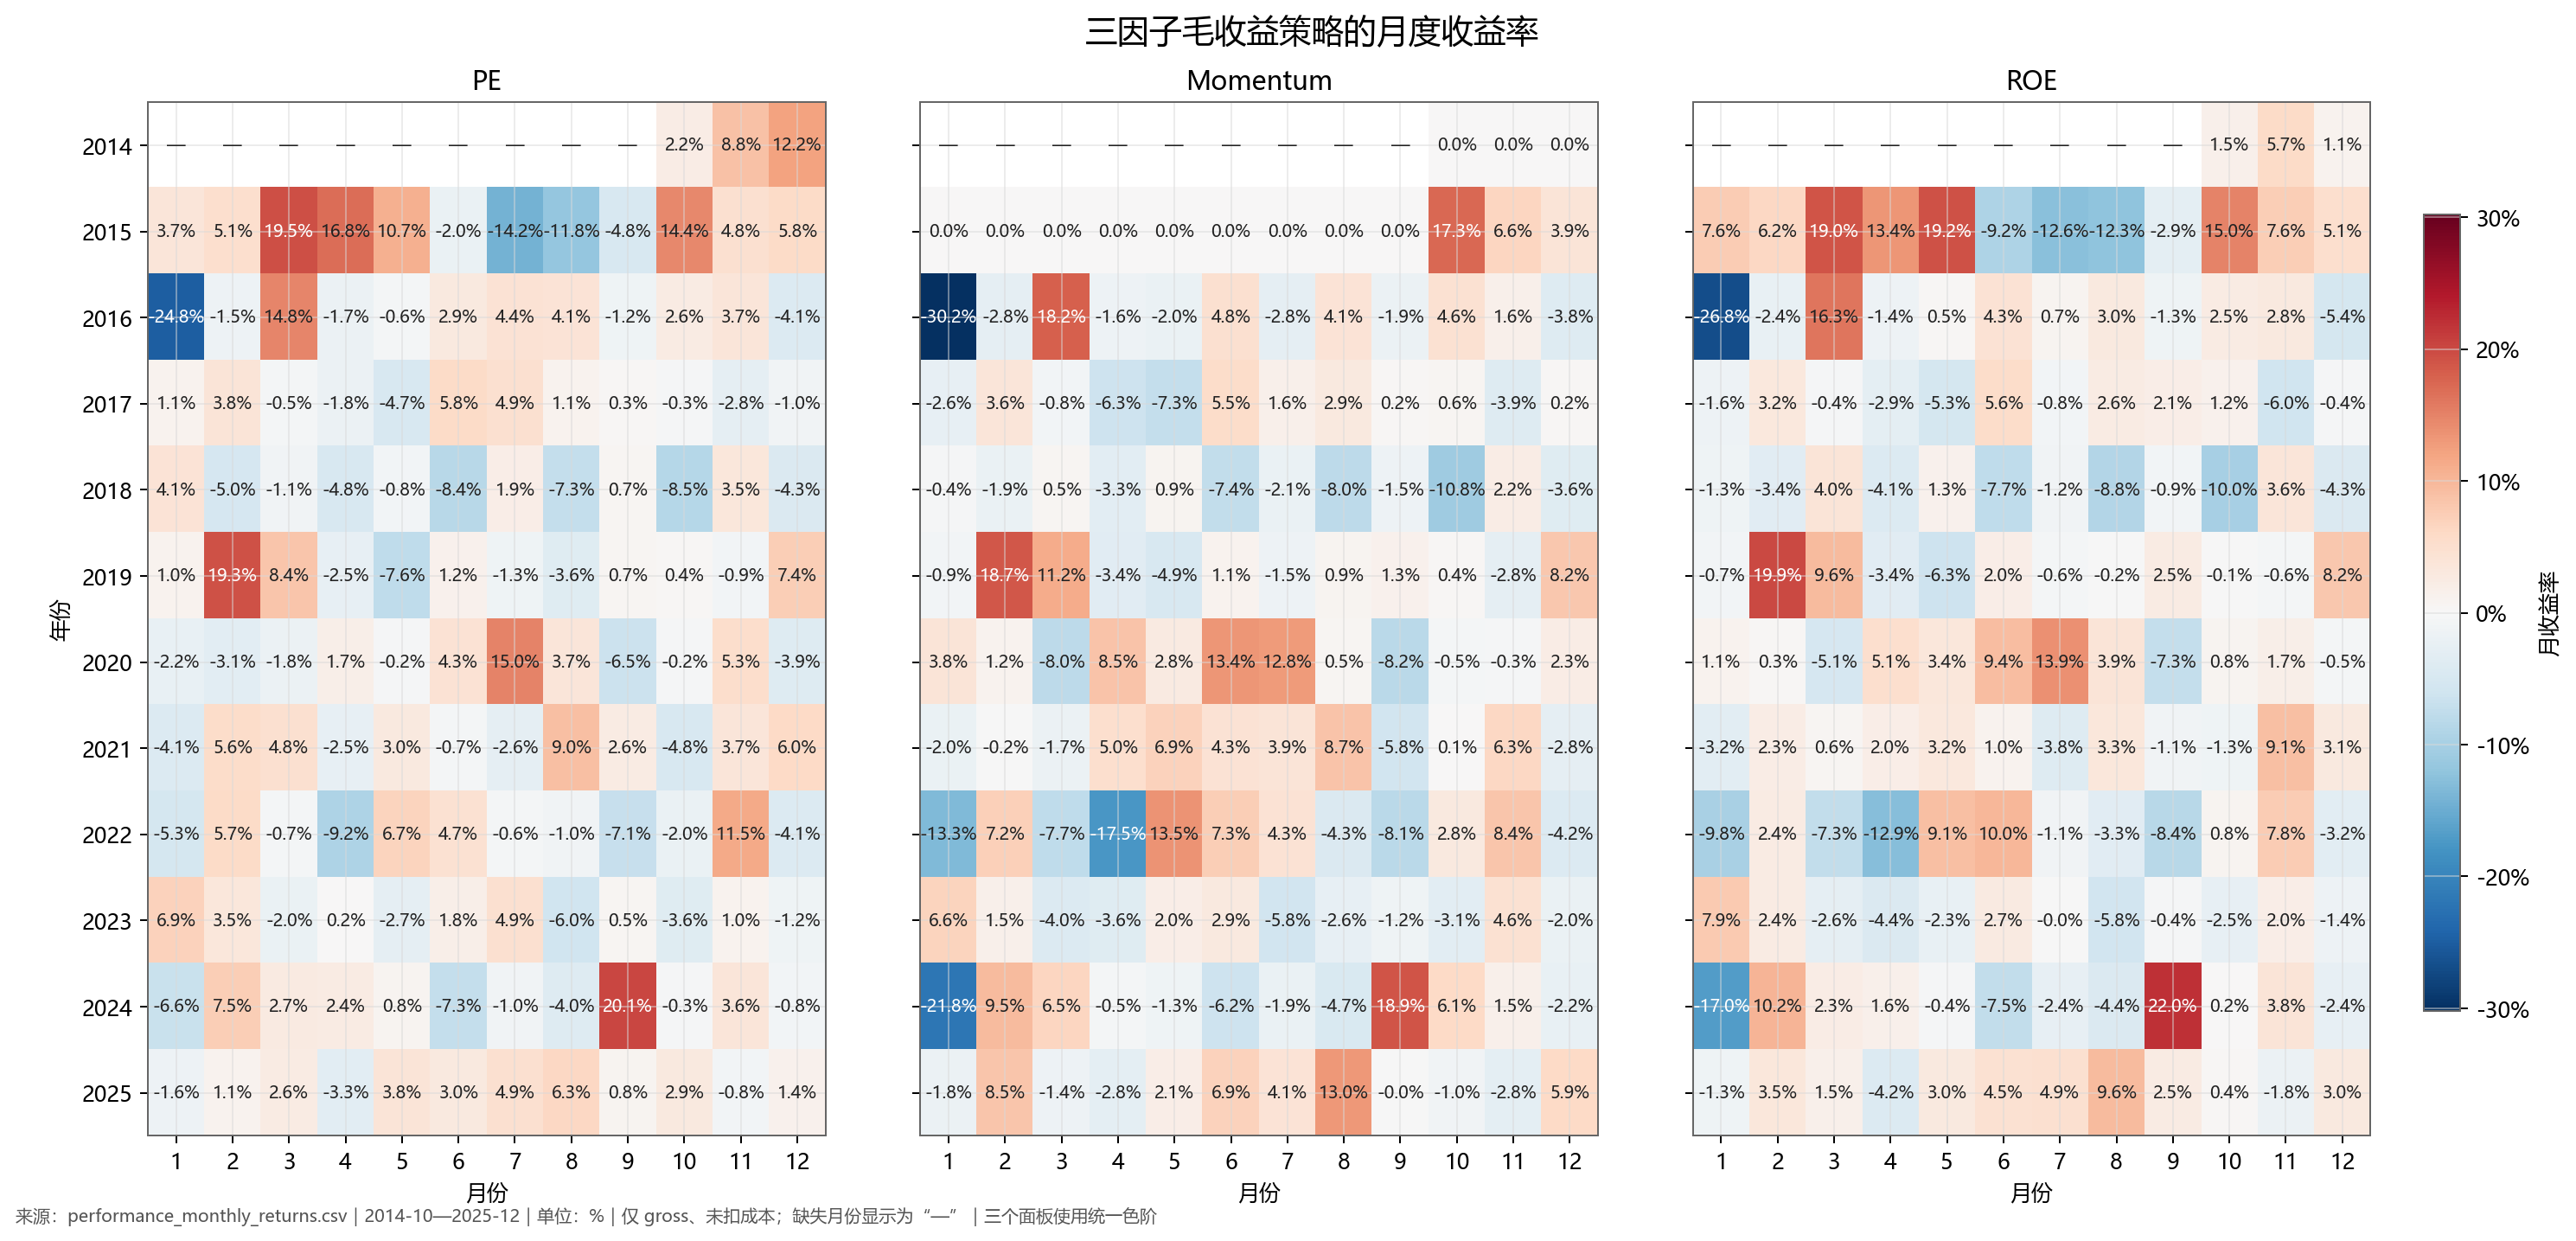 三因子毛收益策略的月度收益率
PE
Momentum
ROE
2014 — — — — — — — — — 2.2% 8.8% 12.2% — — — — — — — — — 0.0% 0.0% 0.0% — — — — — — — — — 1.5% 5.7% 1.1%
2015 3.7% 5.1% 19.5% 16.8% 10.7% -2.0% -14.2% -11.8% -4.8% 14.4% 4.8% 5.8% 0.0% 0.0% 0.0% 0.0% 0.0% 0.0% 0.0% 0.0% 0.0% 17.3% 6.6% 3.9% 7.6% 6.2% 19.0% 13.4% 19.2% -9.2% -12.6% -12.3% -2.9% 15.0% 7.6% 5.1%
2016 -24.8% -1.5% 14.8% -1.7% -0.6% 2.9% 4.4% 4.1% -1.2% 2.6% 3.7% -4.1% -30.2% -2.8% 18.2% -1.6% -2.0% 4.8% -2.8% 4.1% -1.9% 4.6% 1.6% -3.8% -26.8% -2.4% 16.3% -1.4% 0.5% 4.3% 0.7% 3.0% -1.3% 2.5% 2.8% -5.4%
2017 1.1% 3.8% -0.5% -1.8% -4.7% 5.8% 4.9% 1.1% 0.3% -0.3% -2.8% -1.0% -2.6% 3.6% -0.8% -6.3% -7.3% 5.5% 1.6% 2.9% 0.2% 0.6% -3.9% 0.2% -1.6% 3.2% -0.4% -2.9% -5.3% 5.6% -0.8% 2.6% 2.1% 1.2% -6.0% -0.4%
2018 4.1% -5.0% -1.1% -4.8% -0.8% -8.4% 1.9% -7.3% 0.7% -8.5% 3.5% -4.3% -0.4% -1.9% 0.5% -3.3% 0.9% -7.4% -2.1% -8.0% -1.5% -10.8% 2.2% -3.6% -1.3% -3.4% 4.0% -4.1% 1.3% -7.7% -1.2% -8.8% -0.9% -10.0% 3.6% -4.3%
2019 1.0% 19.3% 8.4% -2.5% -7.6% 1.2% -1.3% -3.6% 0.7% 0.4% -0.9% 7.4% -0.9% 18.7% 11.2% -3.4% -4.9% 1.1% -1.5% 0.9% 1.3% 0.4% -2.8% 8.2% -0.7% 19.9% 9.6% -3.4% -6.3% 2.0% -0.6% -0.2% 2.5% -0.1% -0.6% 8.2%
2020 -2.2% -3.1% -1.8% 1.7% -0.2% 4.3% 15.0% 3.7% -6.5% -0.2% 5.3% -3.9% 3.8% 1.2% -8.0% 8.5% 2.8% 13.4% 12.8% 0.5% -8.2% -0.5% -0.3% 2.3% 1.1% 0.3% -5.1% 5.1% 3.4% 9.4% 13.9% 3.9% -7.3% 0.8% 1.7% -0.5%
2021 -4.1% 5.6% 4.8% -2.5% 3.0% -0.7% -2.6% 9.0% 2.6% -4.8% 3.7% 6.0% -2.0% -0.2% -1.7% 5.0% 6.9% 4.3% 3.9% 8.7% -5.8% 0.1% 6.3% -2.8% -3.2% 2.3% 0.6% 2.0% 3.2% 1.0% -3.8% 3.3% -1.1% -1.3% 9.1% 3.1%
2022 -5.3% 5.7% -0.7% -9.2% 6.7% 4.7% -0.6% -1.0% -7.1% -2.0% 11.5% -4.1% -13.3% 7.2% -7.7% -17.5% 13.5% 7.3% 4.3% -4.3% -8.1% 2.8% 8.4% -4.2% -9.8% 2.4% -7.3% -12.9% 9.1% 10.0% -1.1% -3.3% -8.4% 0.8% 7.8% -3.2%
2023 6.9% 3.5% -2.0% 0.2% -2.7% 1.8% 4.9% -6.0% 0.5% -3.6% 1.0% -1.2% 6.6% 1.5% -4.0% -3.6% 2.0% 2.9% -5.8% -2.6% -1.2% -3.1% 4.6% -2.0% 7.9% 2.4% -2.6% -4.4% -2.3% 2.7% -0.0% -5.8% -0.4% -2.5% 2.0% -1.4%
2024 -6.6% 7.5% 2.7% 2.4% 0.8% -7.3% -1.0% -4.0% 20.1% -0.3% 3.6% -0.8% -21.8% 9.5% 6.5% -0.5% -1.3% -6.2% -1.9% -4.7% 18.9% 6.1% 1.5% -2.2% -17.0% 10.2% 2.3% 1.6% -0.4% -7.5% -2.4% -4.4% 22.0% 0.2% 3.8% -2.4%
2025 -1.6% 1.1% 2.6% -3.3% 3.8% 3.0% 4.9% 6.3% 0.8% 2.9% -0.8% 1.4% -1.8% 8.5% -1.4% -2.8% 2.1% 6.9% 4.1% 13.0% -0.0% -1.0% -2.8% 5.9% -1.3% 3.5% 1.5% -4.2% 3.0% 4.5% 4.9% 9.6% 2.5% 0.4% -1.8% 3.0%
1 2 3 4 5 6 7 8 9 10 11 12 1 2 3 4 5 6 7 8 9 10 11 12 1 2 3 4 5 6 7 8 9 10 11 12
月份
月份
月份
年份
30%
20%
10%
0%
-10%
-20%
-30%
月收益率
来源：performance_monthly_returns.csv | 2014-10—2025-12 | 单位：% | 仅 gross、未扣成本；缺失月份显示为“—” | 三个面板使用统一色阶